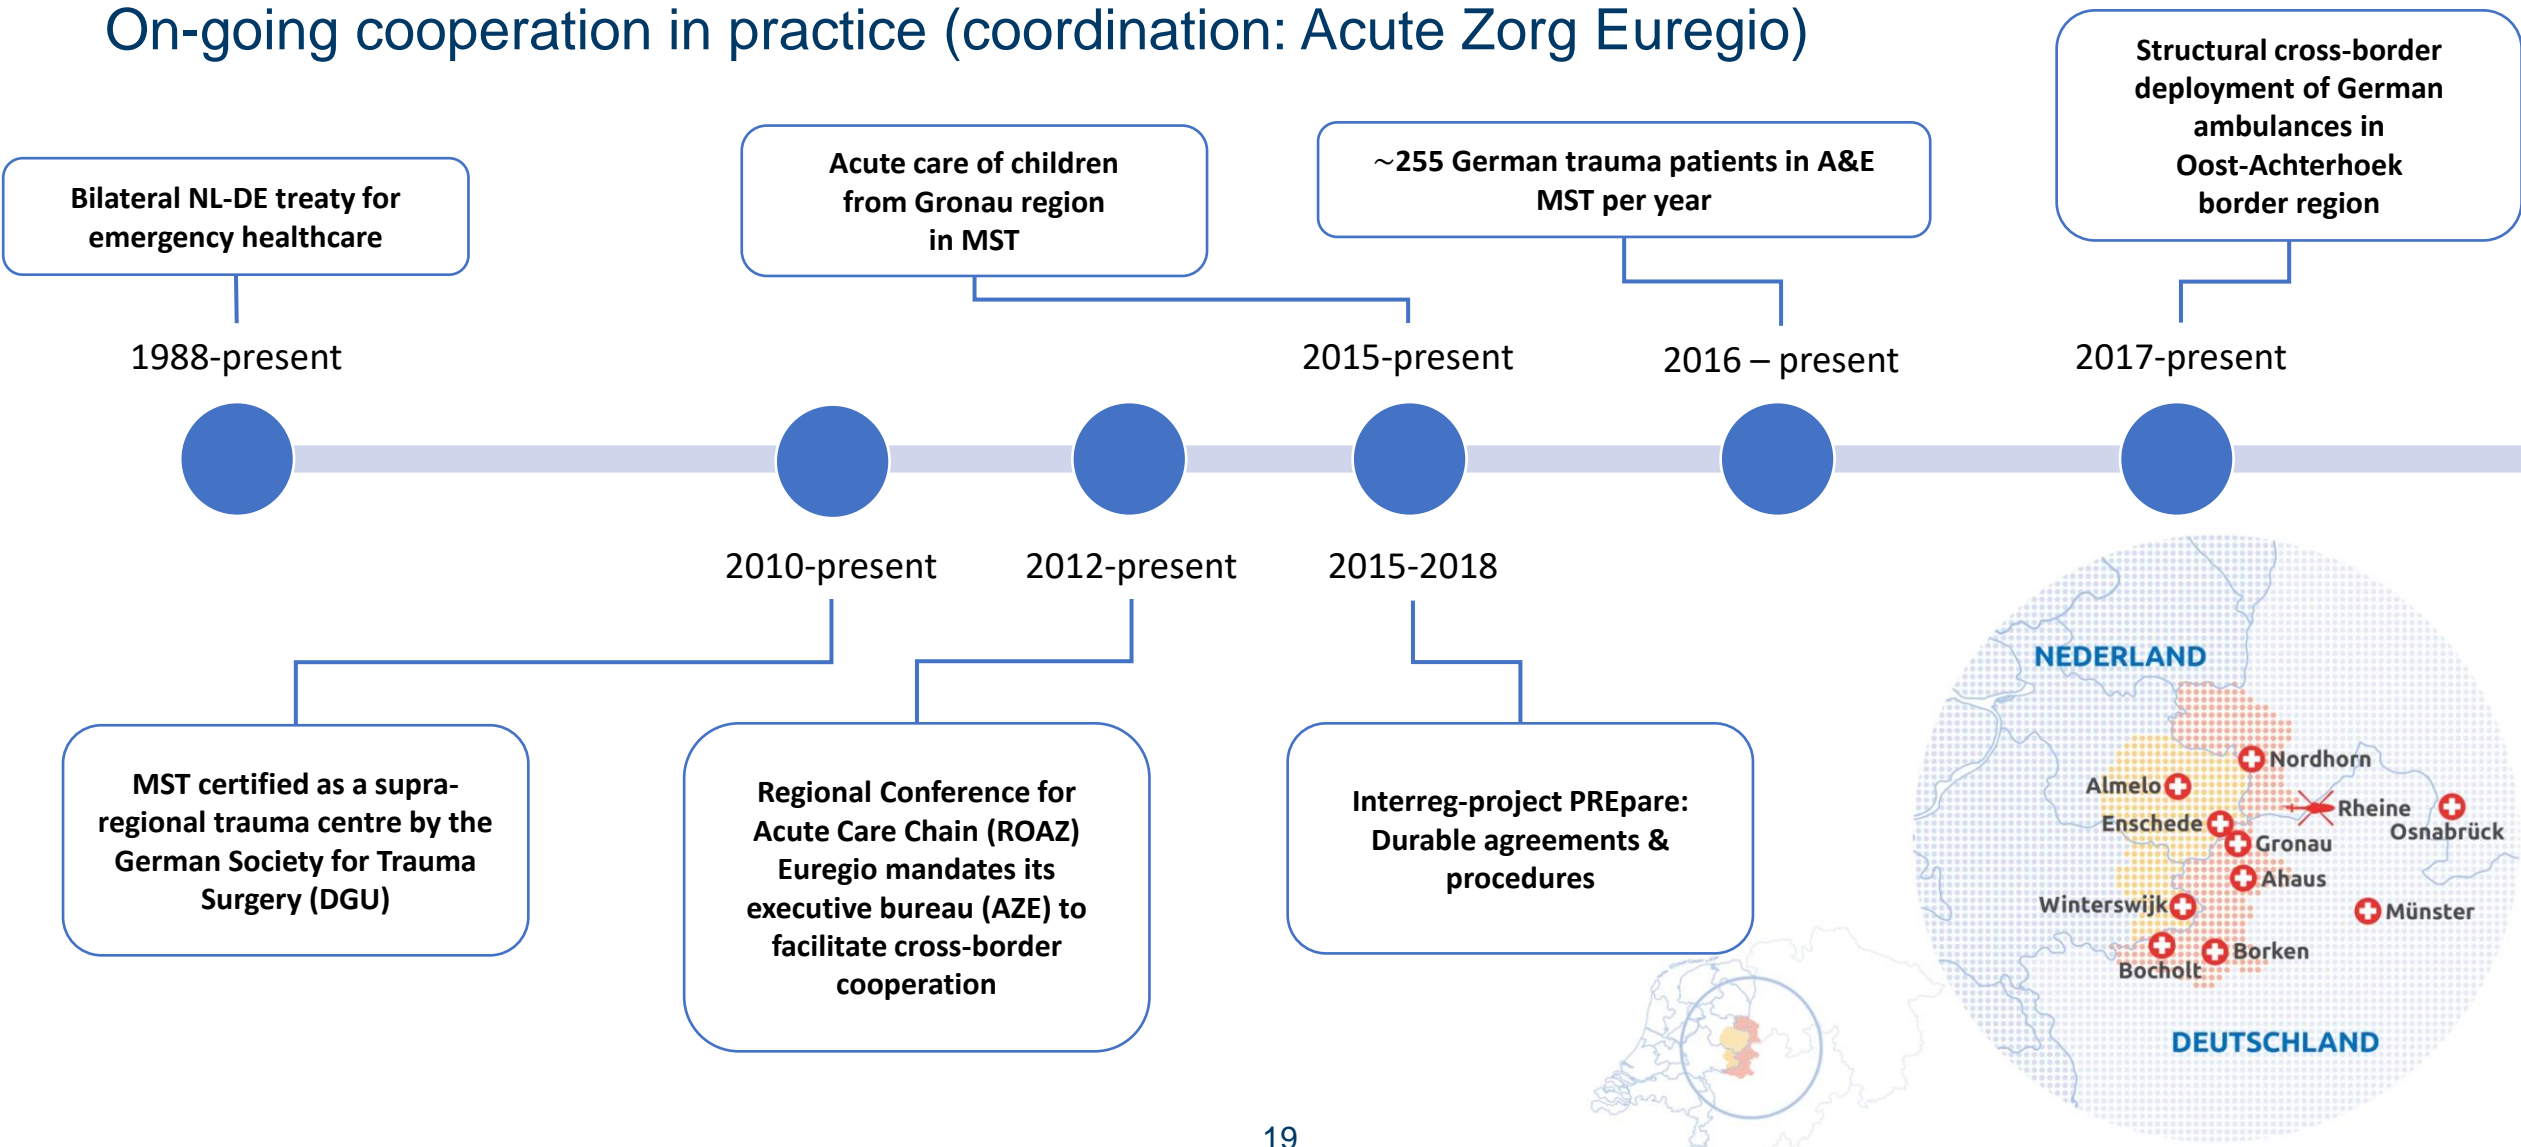 On-going cooperation in practice (coordination: Acute Zorg Euregio)
Bilateral NL-DE treaty for
emergency healthcare
1988-present
Acute care of children
from Gronau region
in MST
2015-present
~255 German trauma patients in A&E
MST per year
2016 – present
Structural cross-border
deployment of German
ambulances in
Oost-Achterhoek
border region
2017-present
2010-present
MST certified as a supra-
regional trauma centre by the
German Society for Trauma
Surgery (DGU)
2012-present
Regional Conference for
Acute Care Chain (ROAZ)
Euregio mandates its
executive bureau (AZE) to
facilitate cross-border
cooperation
2015-2018
Interreg-project PREpare:
Durable agreements &
procedures
NEDERLAND
Nordhorn
Almelo
Rheine
Enschede
Osnabrück
Gronau
Ahaus
Winterswijk
Münster
Borken
Bocholt
DEUTSCHLAND
19